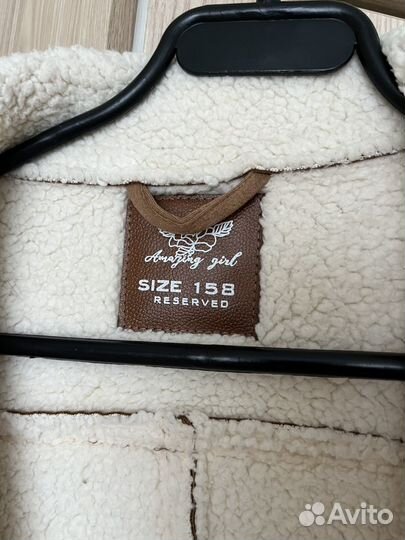 Amazing girl
SIZE 158
RESERVED
Avito